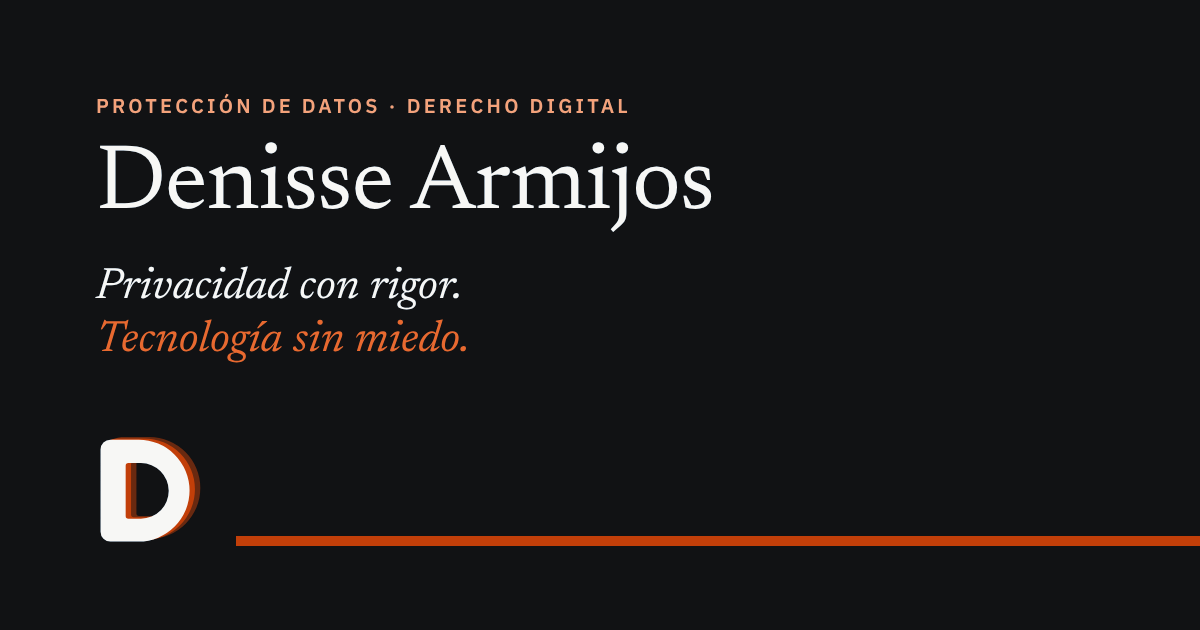 PROTECCIÓN DE DATOS · DERECHO DIGITAL
Denisse Armijos
Privacidad con rigor.
Tecnología sin miedo.
D